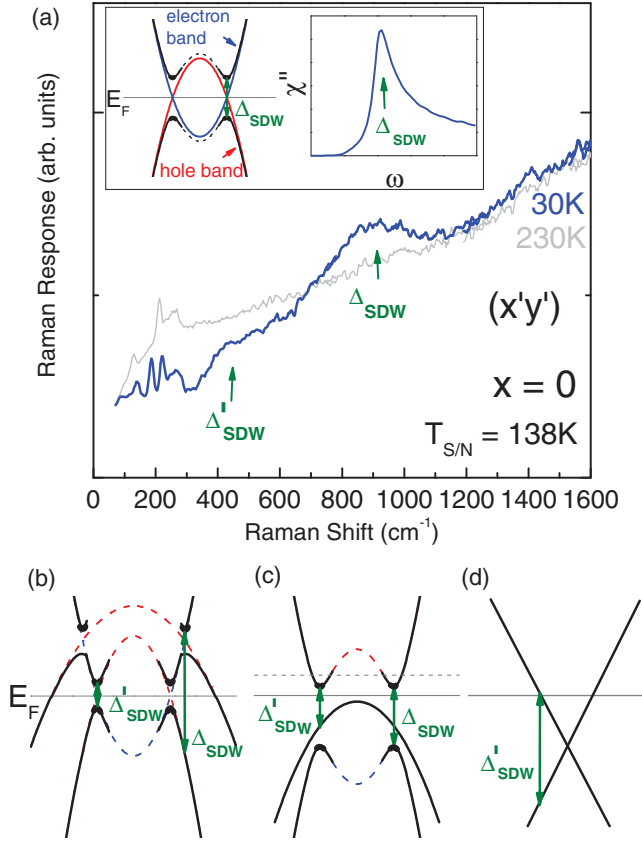 (a)
electron
band
E_F
Δ_SDW
hole band
χ''
Δ_SDW
ω
Raman Response (arb. units)
30K
230K
Δ_SDW
(x'y')
Δ'_SDW
x = 0
T_S/N = 138K
0 200 400 600 800 1000 1200 1400 1600
Raman Shift (cm⁻¹)
(b)
(c)
(d)
E_F
Δ'_SDW
Δ_SDW
Δ'_SDW
Δ_SDW
Δ'_SDW